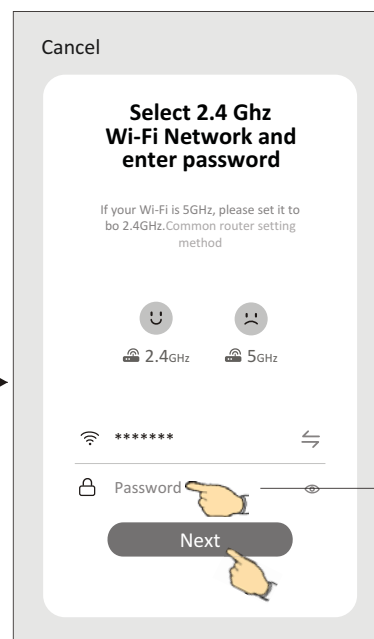 Cancel
Select 2.4 Ghz
Wi-Fi Network and
enter password
If your Wi-Fi is 5GHz, please set it to
bo 2.4GHz.Common router setting
method
2.4GHz 5GHz
*******
Password
Next